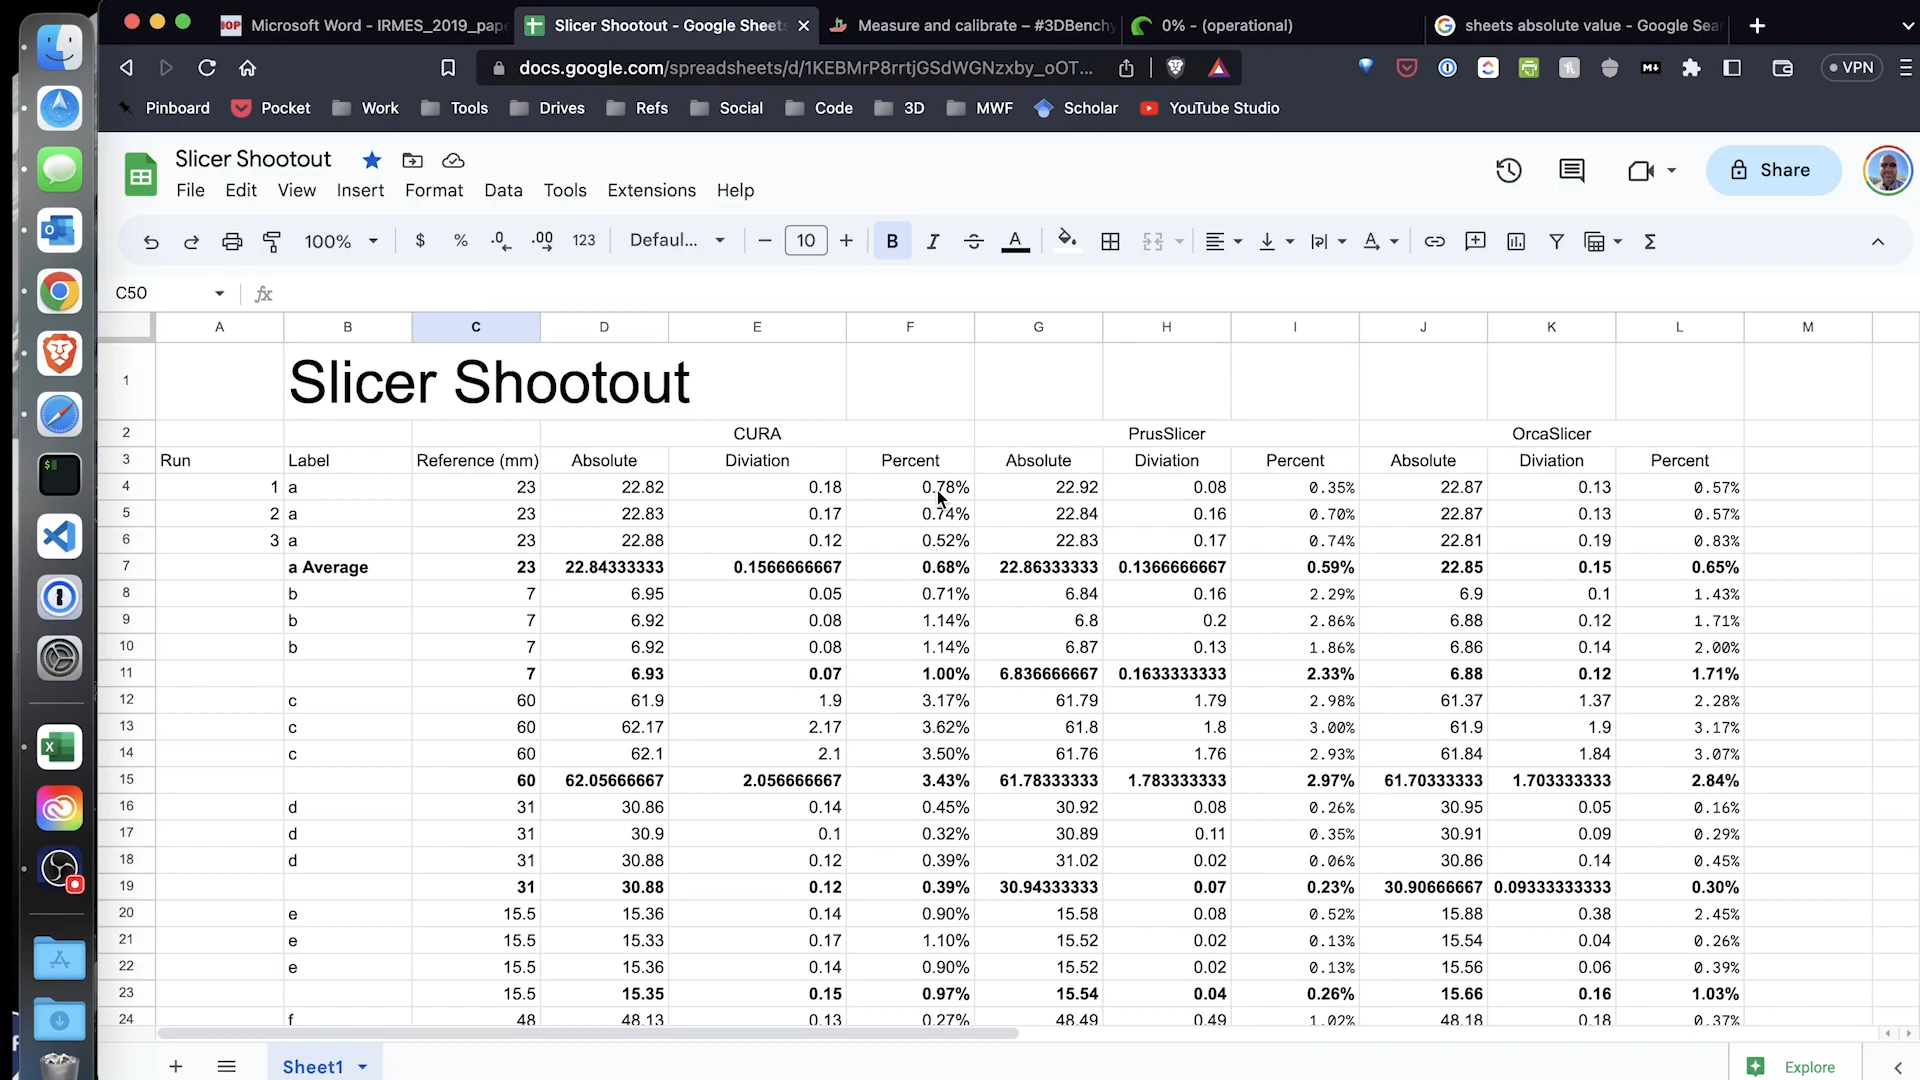 Microsoft Word - IRMES_2019_pap
Slicer Shootout - Google Sheets
Measure and calibrate – #3DBenchy
0% - (operational)
sheets absolute value - Google Sea
docs.google.com/spreadsheets/d/1KEBMrP8rrtjGSdWGNzxby_oOT...
VPN
Pinboard Pocket Work Tools Drives Refs Social Code 3D MWF Scholar YouTube Studio
Slicer Shootout
File Edit View Insert Format Data Tools Extensions Help
Share
100% $ % .0 .00 123 Defaul... 10 B I A
C50 fx
A B C D E F G H I J K L M
1 Slicer Shootout
2 CURA PrusSlicer OrcaSlicer
3 Run Label Reference (mm) Absolute Diviation Percent Absolute Diviation Percent Absolute Diviation Percent
4 1 a 23 22.82 0.18 0.78% 22.92 0.08 0.35% 22.87 0.13 0.57%
5 2 a 23 22.83 0.17 0.74% 22.84 0.16 0.70% 22.87 0.13 0.57%
6 3 a 23 22.88 0.12 0.52% 22.83 0.17 0.74% 22.81 0.19 0.83%
7 a Average 23 22.84333333 0.1566666667 0.68% 22.86333333 0.1366666667 0.59% 22.85 0.15 0.65%
8 b 7 6.95 0.05 0.71% 6.84 0.16 2.29% 6.9 0.1 1.43%
9 b 7 6.92 0.08 1.14% 6.8 0.2 2.86% 6.88 0.12 1.71%
10 b 7 6.92 0.08 1.14% 6.87 0.13 1.86% 6.86 0.14 2.00%
11 7 6.93 0.07 1.00% 6.836666667 0.1633333333 2.33% 6.88 0.12 1.71%
12 c 60 61.9 1.9 3.17% 61.79 1.79 2.98% 61.37 1.37 2.28%
13 c 60 62.17 2.17 3.62% 61.8 1.8 3.00% 61.9 1.9 3.17%
14 c 60 62.1 2.1 3.50% 61.76 1.76 2.93% 61.84 1.84 3.07%
15 60 62.05666667 2.056666667 3.43% 61.78333333 1.783333333 2.97% 61.70333333 1.703333333 2.84%
16 d 31 30.86 0.14 0.45% 30.92 0.08 0.26% 30.95 0.05 0.16%
17 d 31 30.9 0.1 0.32% 30.89 0.11 0.35% 30.91 0.09 0.29%
18 d 31 30.88 0.12 0.39% 31.02 0.02 0.06% 30.86 0.14 0.45%
19 31 30.88 0.12 0.39% 30.94333333 0.07 0.23% 30.90666667 0.09333333333 0.30%
20 e 15.5 15.36 0.14 0.90% 15.58 0.08 0.52% 15.88 0.38 2.45%
21 e 15.5 15.33 0.17 1.10% 15.52 0.02 0.13% 15.54 0.04 0.26%
22 e 15.5 15.36 0.14 0.90% 15.52 0.02 0.13% 15.56 0.06 0.39%
23 15.5 15.35 0.15 0.97% 15.54 0.04 0.26% 15.66 0.16 1.03%
24 f 48 48.13 0.13 0.27% 48.49 0.49 1.02% 48.18 0.18 0.37%
Sheet1
Explore